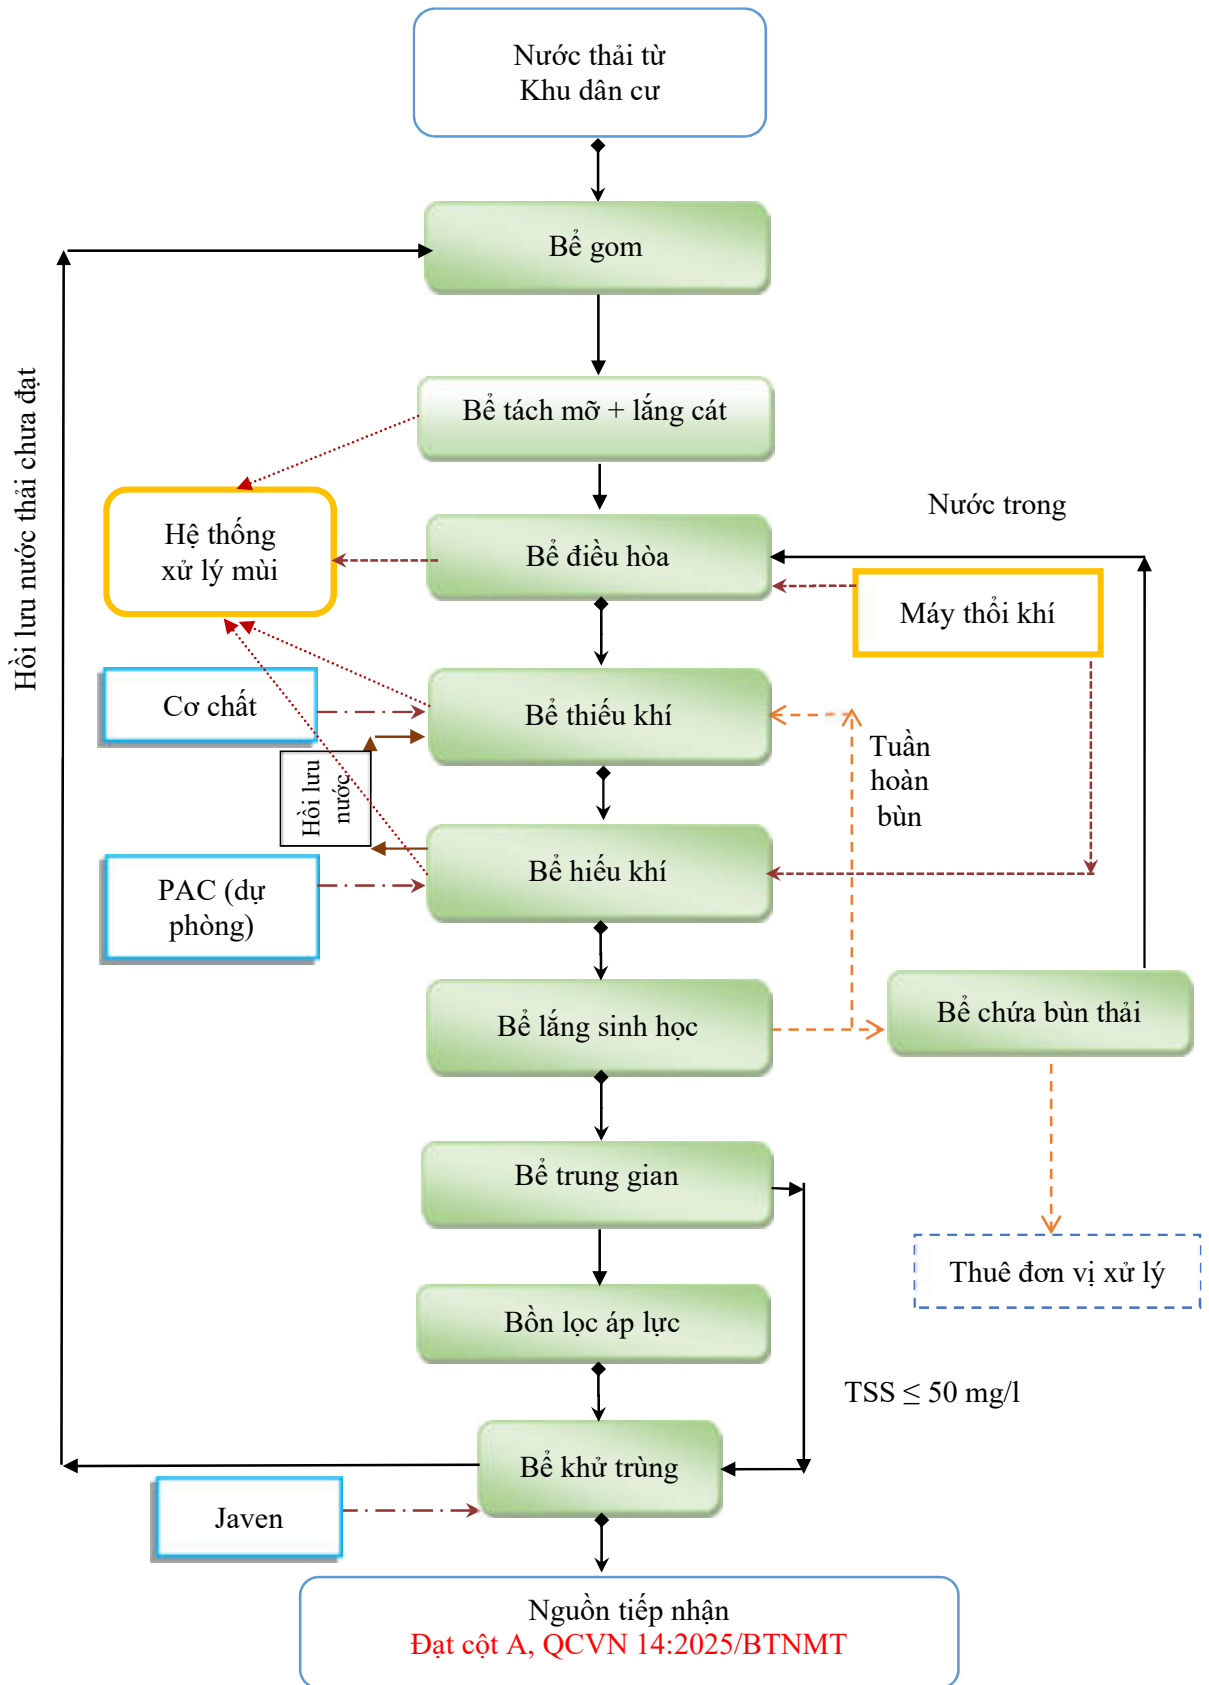 Nước thải từ
Khu dân cư
Bể gom
Hồi lưu nước thải chưa đạt
Bể tách mỡ + lắng cát
Nước trong
Hệ thống
xử lý mùi
Bể điều hòa
Máy thổi khí
Cơ chất
Bể thiếu khí
Tuần
hoàn
bùn
Hồi lưu
nước
PAC (dự
phòng)
Bể hiếu khí
Bể lắng sinh học
Bể chứa bùn thải
Bể trung gian
Thuê đơn vị xử lý
Bồn lọc áp lực
TSS ≤ 50 mg/l
Bể khử trùng
Javen
Nguồn tiếp nhận
Đạt cột A, QCVN 14:2025/BTNMT